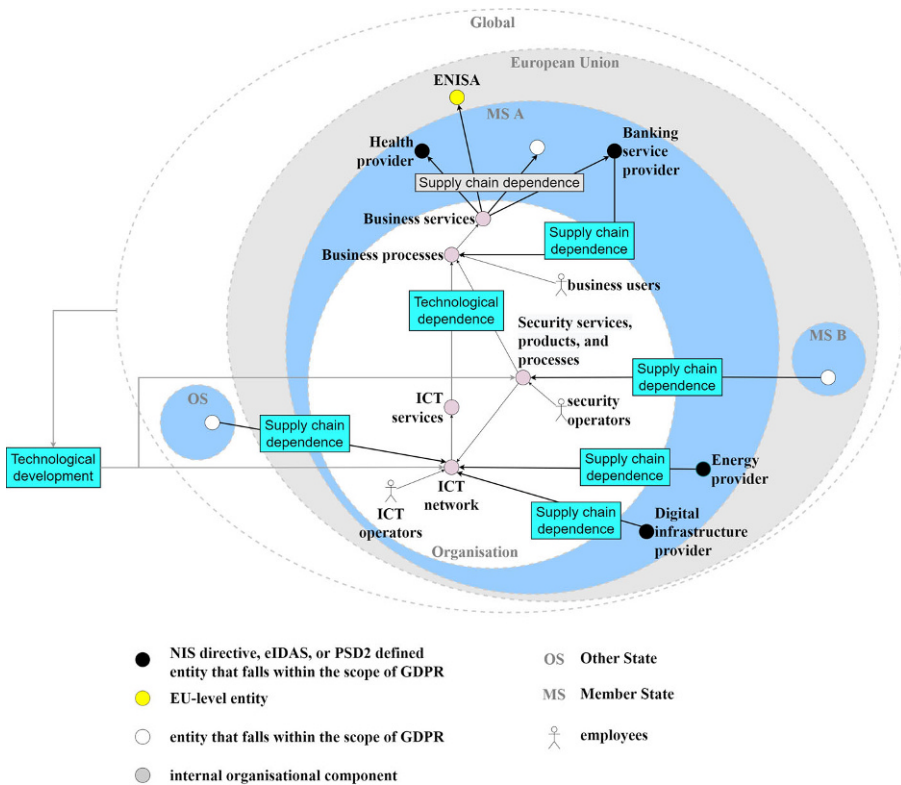 Global
European Union
ENISA
MS A
Health
provider
Banking
service
provider
Supply chain dependence
Business services
Supply chain
dependence
Business processes
business users
Technological
dependence
Security services,
products, and
processes
MS B
Supply chain
dependence
OS
ICT
services
security
operators
Supply chain
dependence
Technological
development
Supply chain
dependence
Energy
provider
ICT
network
ICT
operators
Supply chain
dependence
Digital
infrastructure
provider
Organisation
NIS directive, eIDAS, or PSD2 defined
entity that falls within the scope of GDPR
OS Other State
EU-level entity
MS Member State
entity that falls within the scope of GDPR
employees
internal organisational component